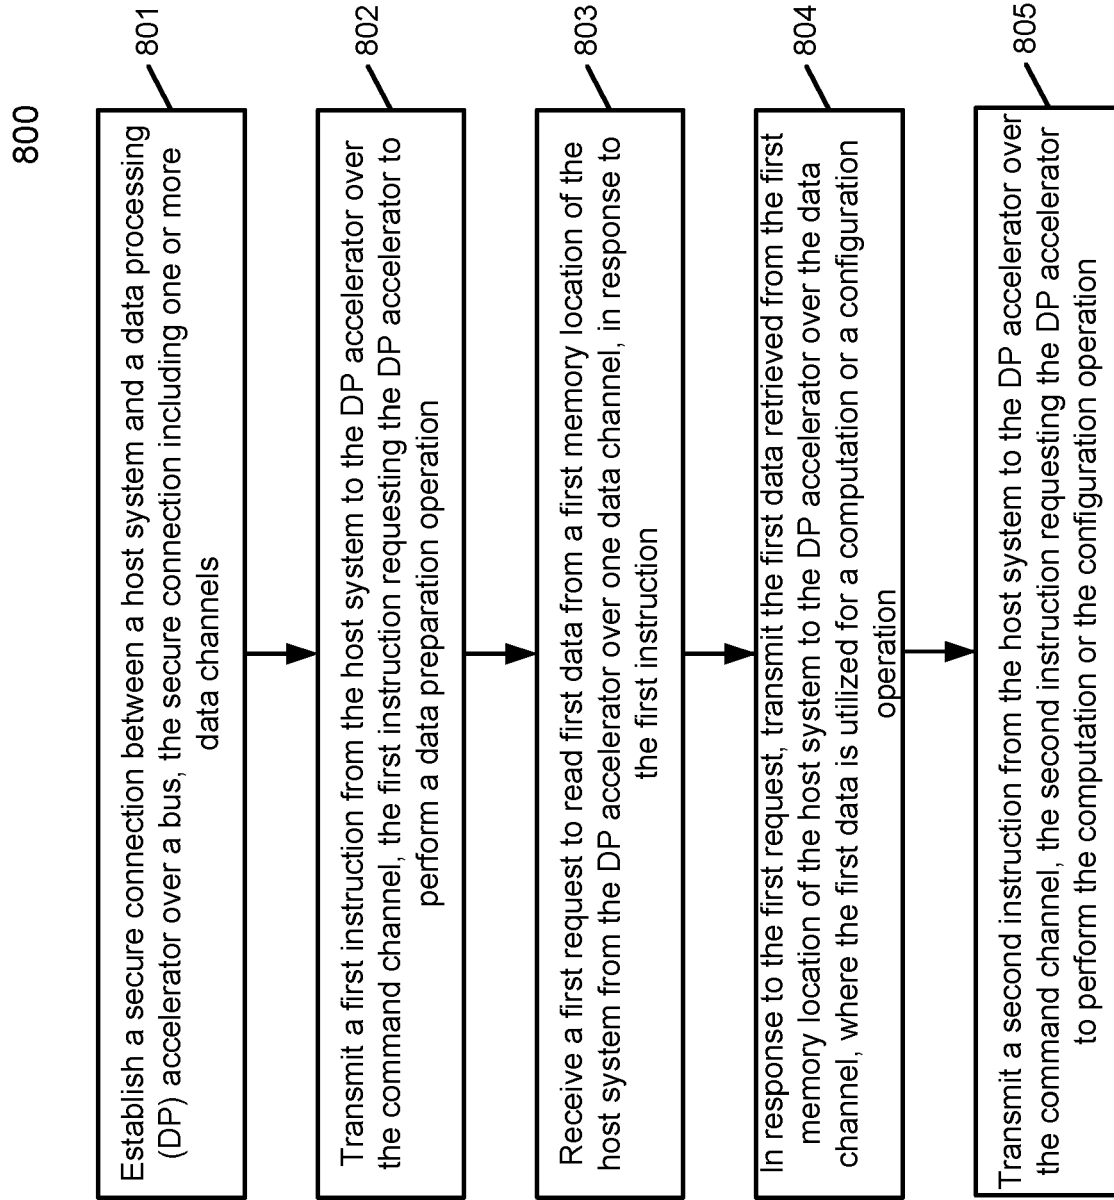 800
Establish a secure connection between a host system and a data processing
(DP) accelerator over a bus, the secure connection including one or more
data channels
801
Transmit a first instruction from the host system to the DP accelerator over
the command channel, the first instruction requesting the DP accelerator to
perform a data preparation operation
802
Receive a first request to read first data from a first memory location of the
host system from the DP accelerator over one data channel, in response to
the first instruction
803
In response to the first request, transmit the first data retrieved from the first
memory location of the host system to the DP accelerator over the data
channel, where the first data is utilized for a computation or a configuration
operation
804
Transmit a second instruction from the host system to the DP accelerator over
the command channel, the second instruction requesting the DP accelerator
to perform the computation or the configuration operation
805